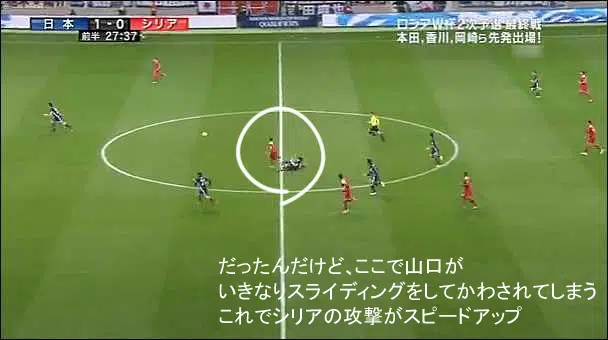 日本 1-0 シリア
前半 27:37
ロシアW杯2次予選 最終戦
本田,香川,岡崎ら先発出場!
QUALIFIERS
だったんだけど、ここで山口が
いきなりスライディングをしてかわされてしまう
これでシリアの攻撃がスピードアップ